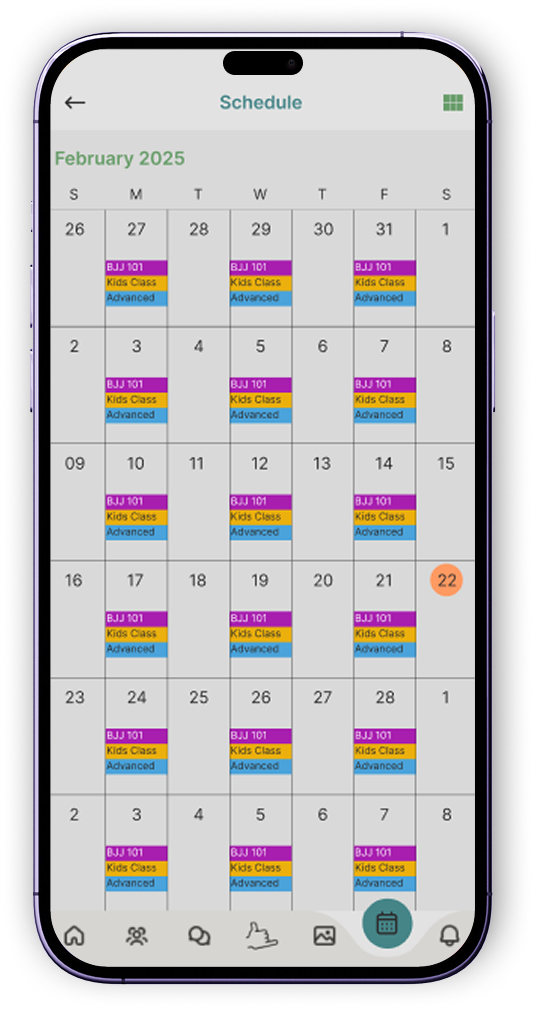 Schedule
February 2025
S M T W T F S
26 27 28 29 30 31 1
BJJ 101 BJJ 101 BJJ 101
Kids Class Kids Class Kids Class
Advanced Advanced Advanced
2 3 4 5 6 7 8
BJJ 101 BJJ 101 BJJ 101
Kids Class Kids Class Kids Class
Advanced Advanced Advanced
09 10 11 12 13 14 15
BJJ 101 BJJ 101 BJJ 101
Kids Class Kids Class Kids Class
Advanced Advanced Advanced
16 17 18 19 20 21 22
BJJ 101 BJJ 101 BJJ 101
Kids Class Kids Class Kids Class
Advanced Advanced Advanced
23 24 25 26 27 28 1
BJJ 101 BJJ 101 BJJ 101
Kids Class Kids Class Kids Class
Advanced Advanced Advanced
2 3 4 5 6 7 8
BJJ 101 BJJ 101 BJJ 101
Kids Class Kids Class Kids Class
Advanced Advanced Advanced